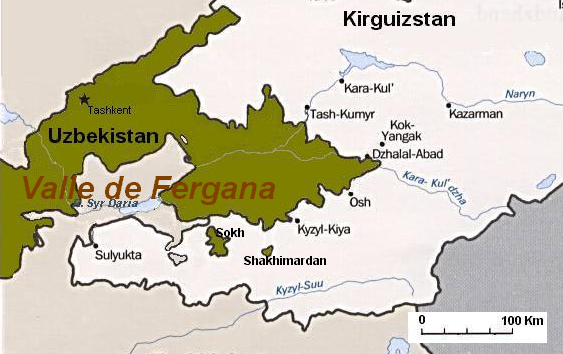 Kirguizstan
Kara-Kul'
Naryn
Tashkent
Tash-Kumyr
Kazarman
Uzbekistan
Kok-
Yangak
Dzhalal-Abad
Kara- Kul' dzha
Valle de Fergana
Syr Daria
Osh
Kyzyl-Kiya
Sokh
Sulyukta
Shakhimardan
Kyzyl-Suu
0 100 Km